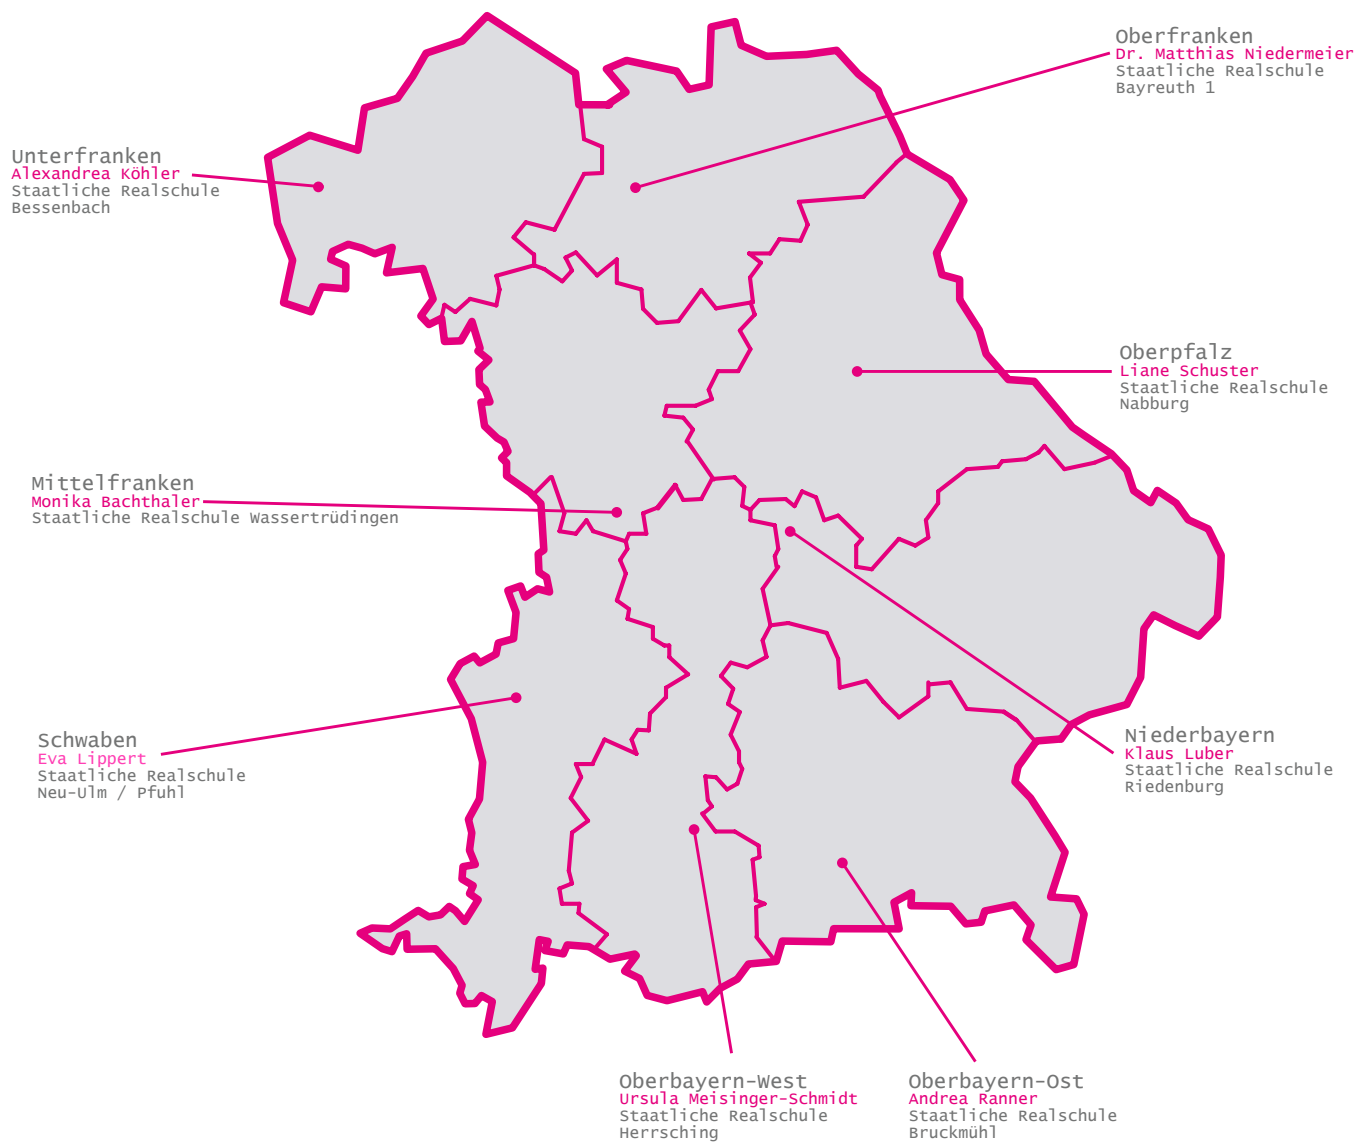 Oberfranken
Dr. Matthias Niedermeier
Staatliche Realschule
Bayreuth 1
Unterfranken
Alexandrea Köhler
Staatliche Realschule
Bessenbach
Oberpfalz
Liane Schuster
Staatliche Realschule
Nabburg
Mittelfranken
Monika Bachthaler
Staatliche Realschule Wassertrüdingen
Schwaben
Eva Lippert
Staatliche Realschule
Neu-Ulm / Pfuhl
Niederbayern
Klaus Luber
Staatliche Realschule
Riedenburg
Oberbayern-West
Ursula Meisinger-Schmidt
Staatliche Realschule
Herrsching
Oberbayern-Ost
Andrea Ranner
Staatliche Realschule
Bruckmühl